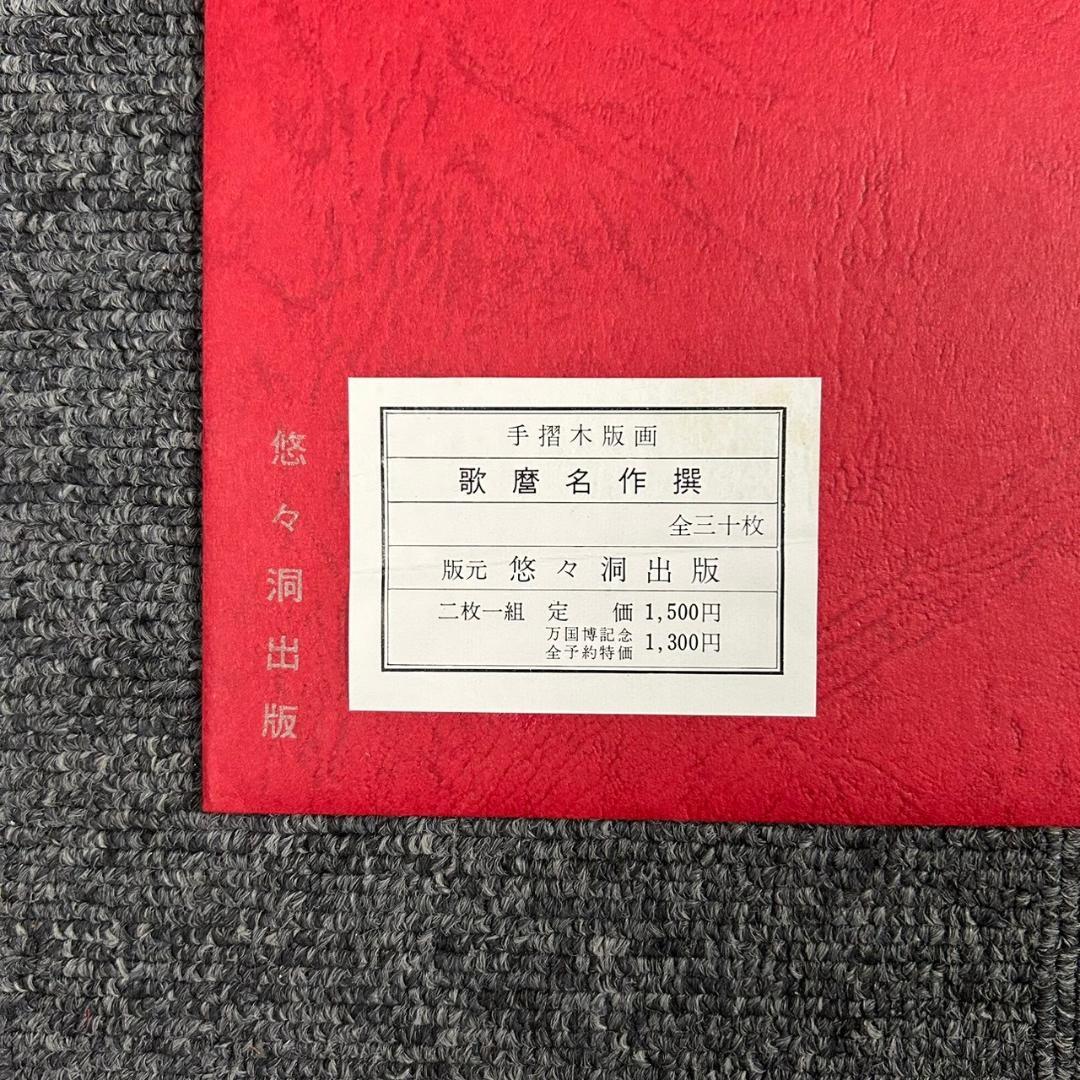 手摺木版画
歌麿名作撰
全三十枚
版元 悠々洞出版
二枚一組 定 価 1,500円
万国博記念
全予約特価 1,300円
悠々洞出版